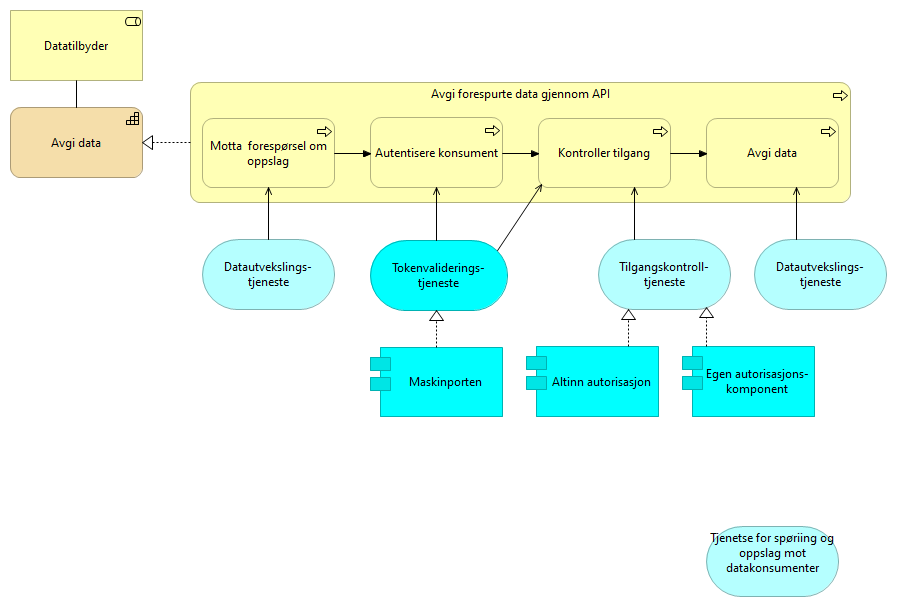 Datatilbyder
Avgi data
Avgi forespurte data gjennom API
Motta  forespørsel om
oppslag
Autentisere konsument
Kontroller tilgang
Avgi data
Datautvekslings-
tjeneste
Tokenvaliderings-
tjeneste
Tilgangskontroll-
tjeneste
Datautvekslings-
tjeneste
Maskinporten
Altinn autorisasjon
Egen autorisasjons-
komponent
Tjenetse for spøriing og
oppslag mot
datakonsumenter